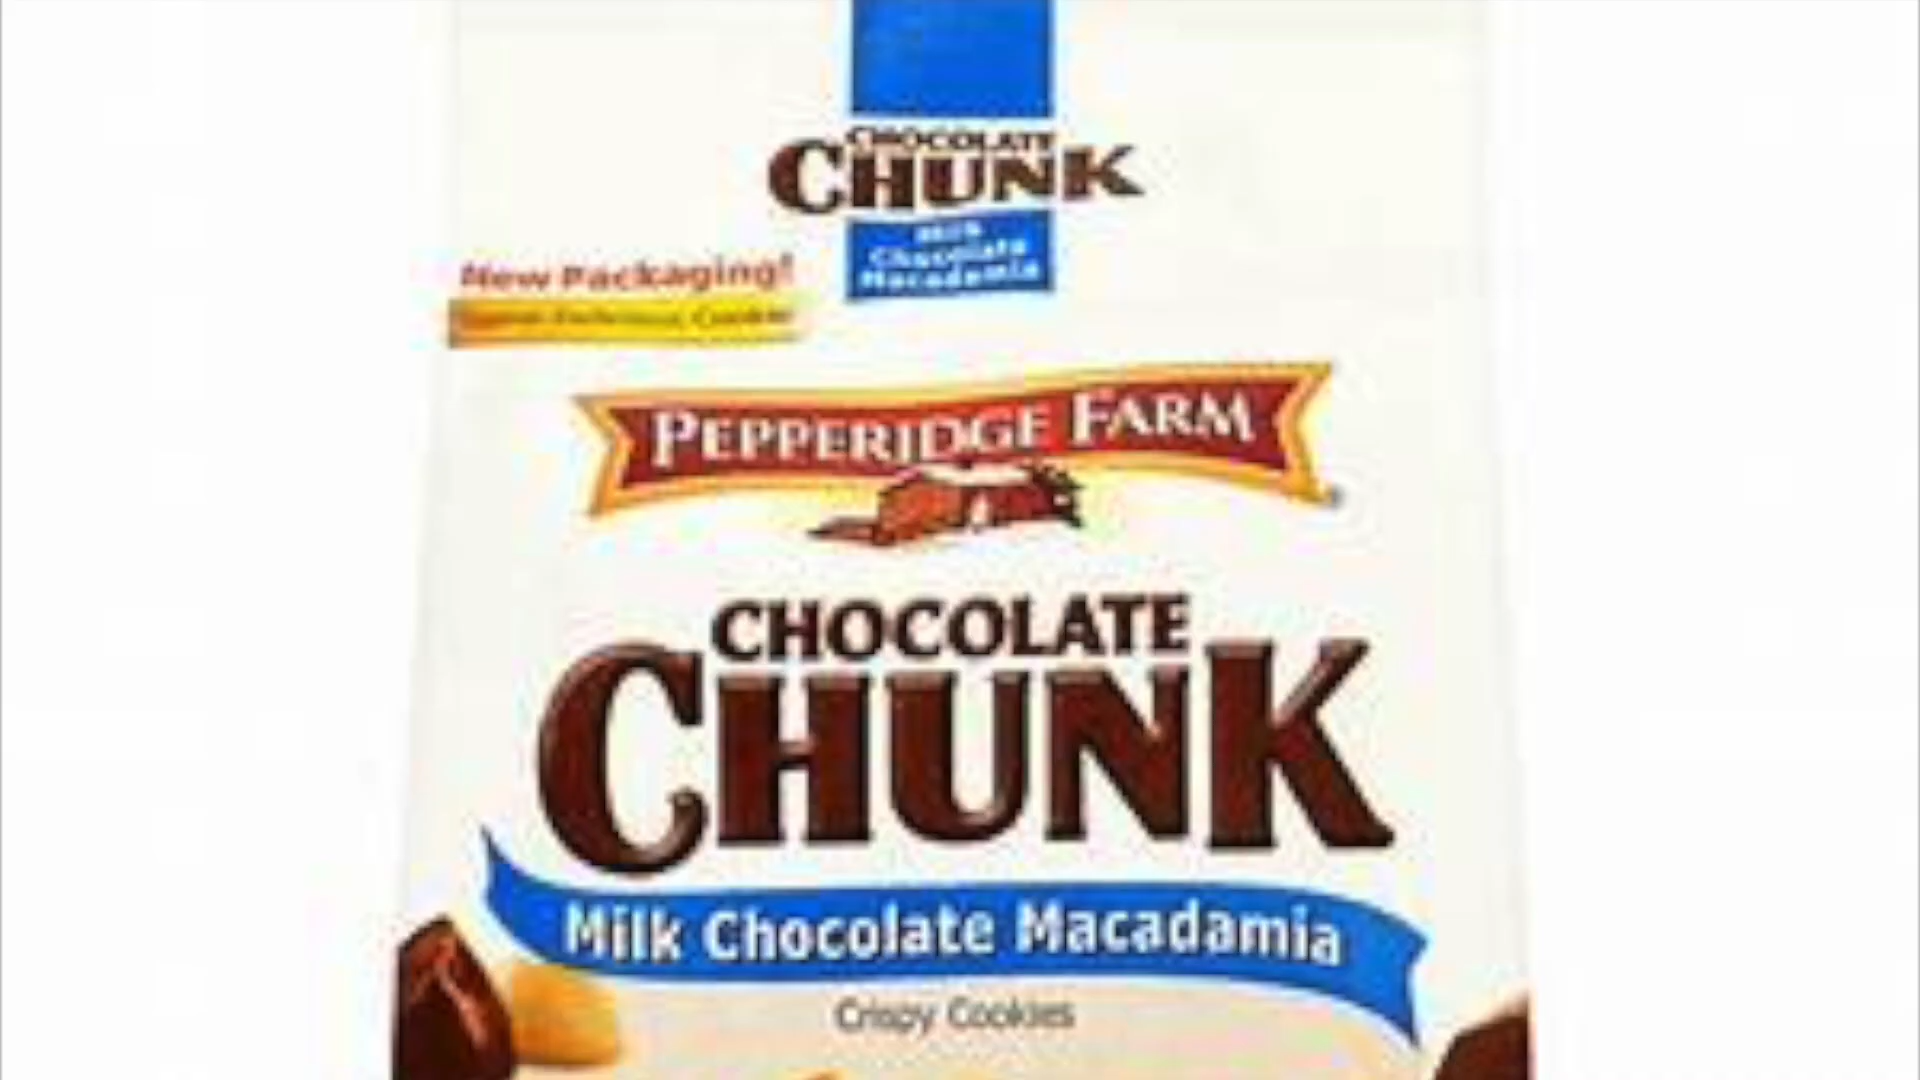 CHOCOLATE
CHUNK
Milk
Chocolate
Macadamia
New Packaging!
PEPPERIDGE FARM
CHOCOLATE
CHUNK
Milk Chocolate Macadamia
Crispy Cookies